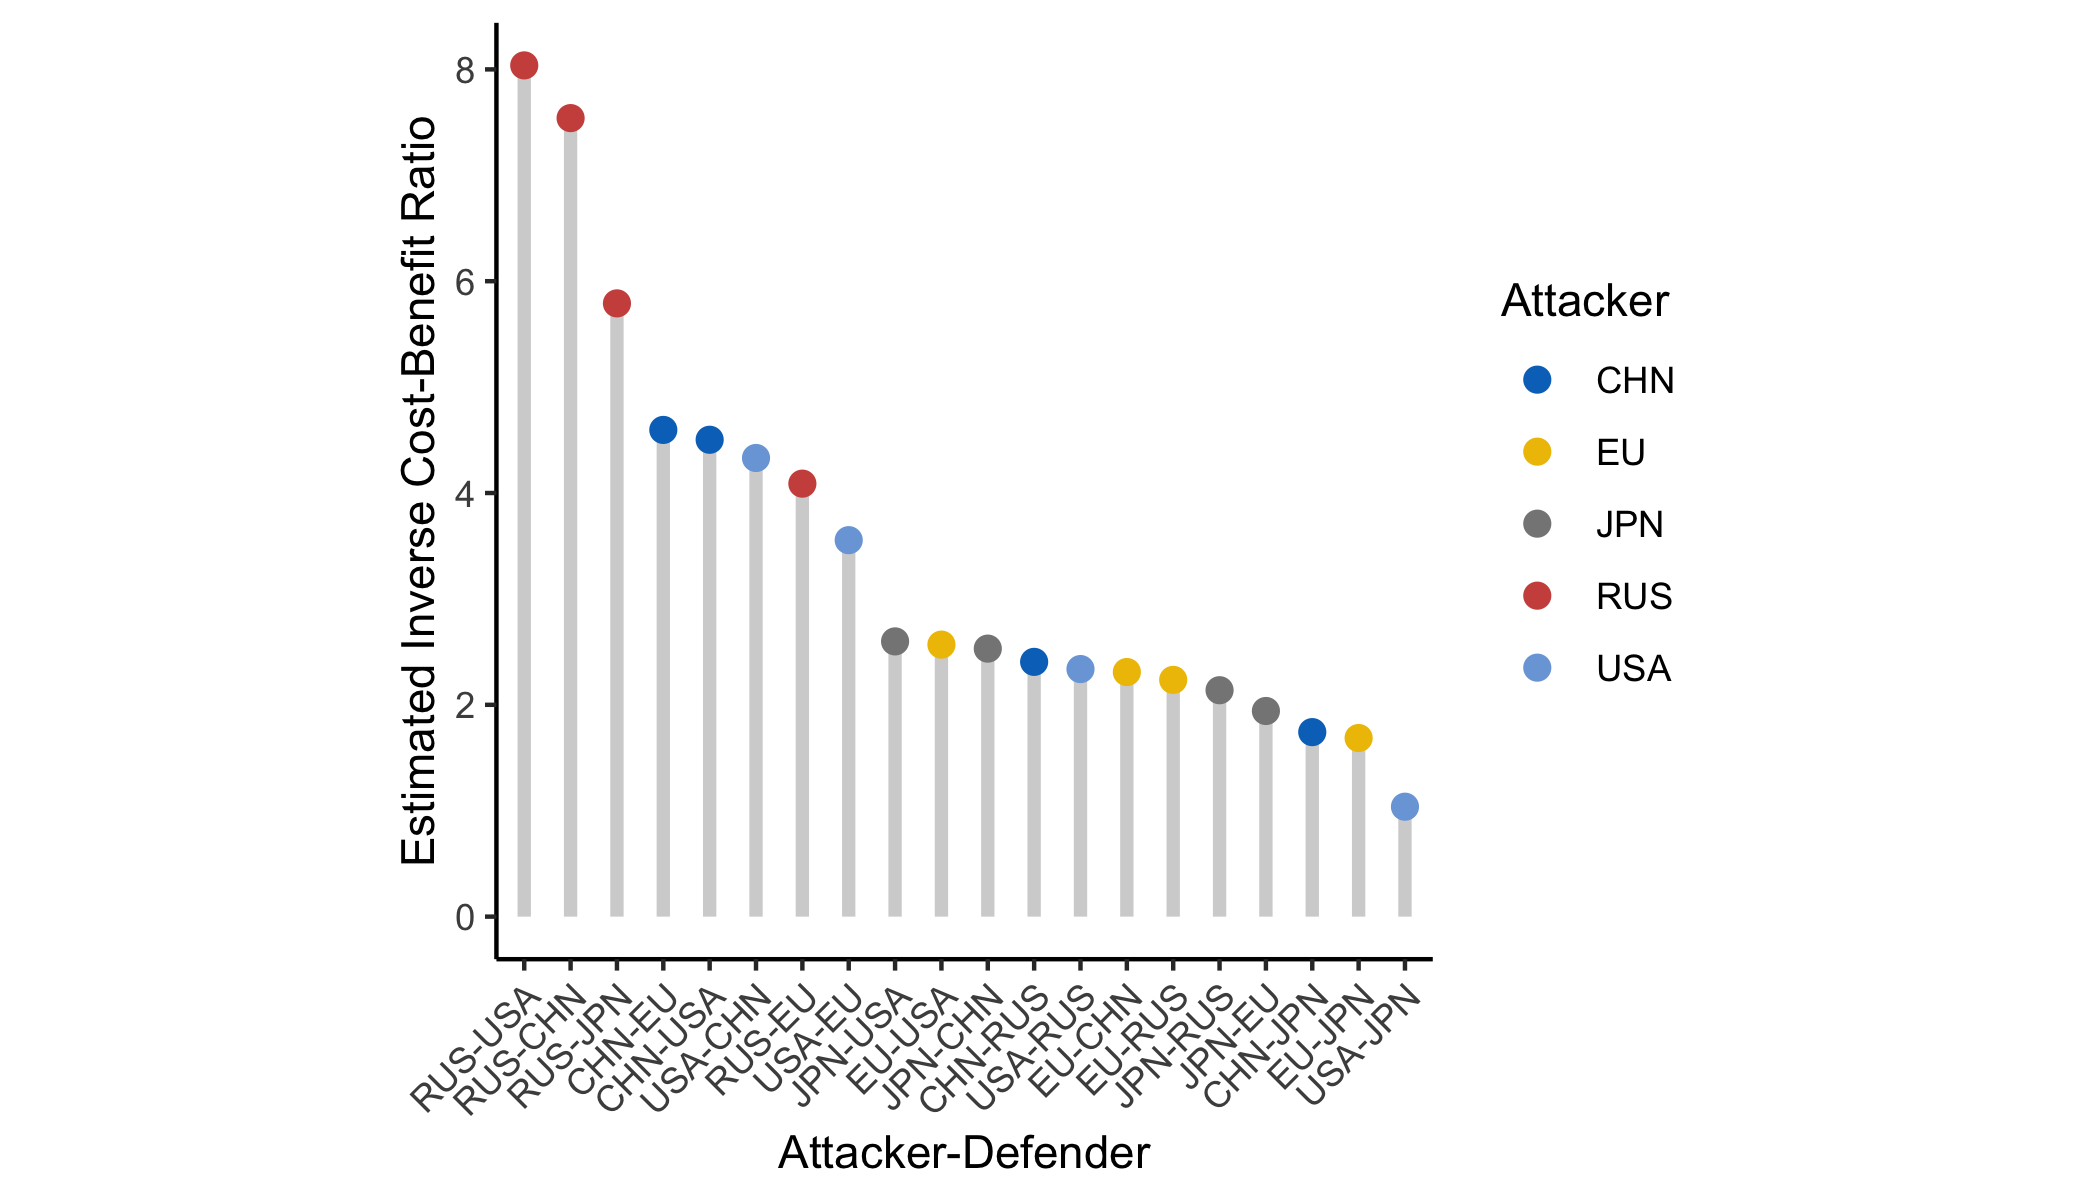 Estimated Inverse Cost-Benefit Ratio
8
6
4
2
0
RUS-USA
RUS-CHN
RUS-JPN
CHN-EU
CHN-USA
USA-CHN
RUS-EU
USA-EU
JPN-USA
EU-USA
JPN-CHN
CHN-RUS
USA-RUS
EU-CHN
EU-RUS
JPN-RUS
JPN-EU
CHN-JPN
EU-JPN
USA-JPN
Attacker-Defender
Attacker
CHN
EU
JPN
RUS
USA